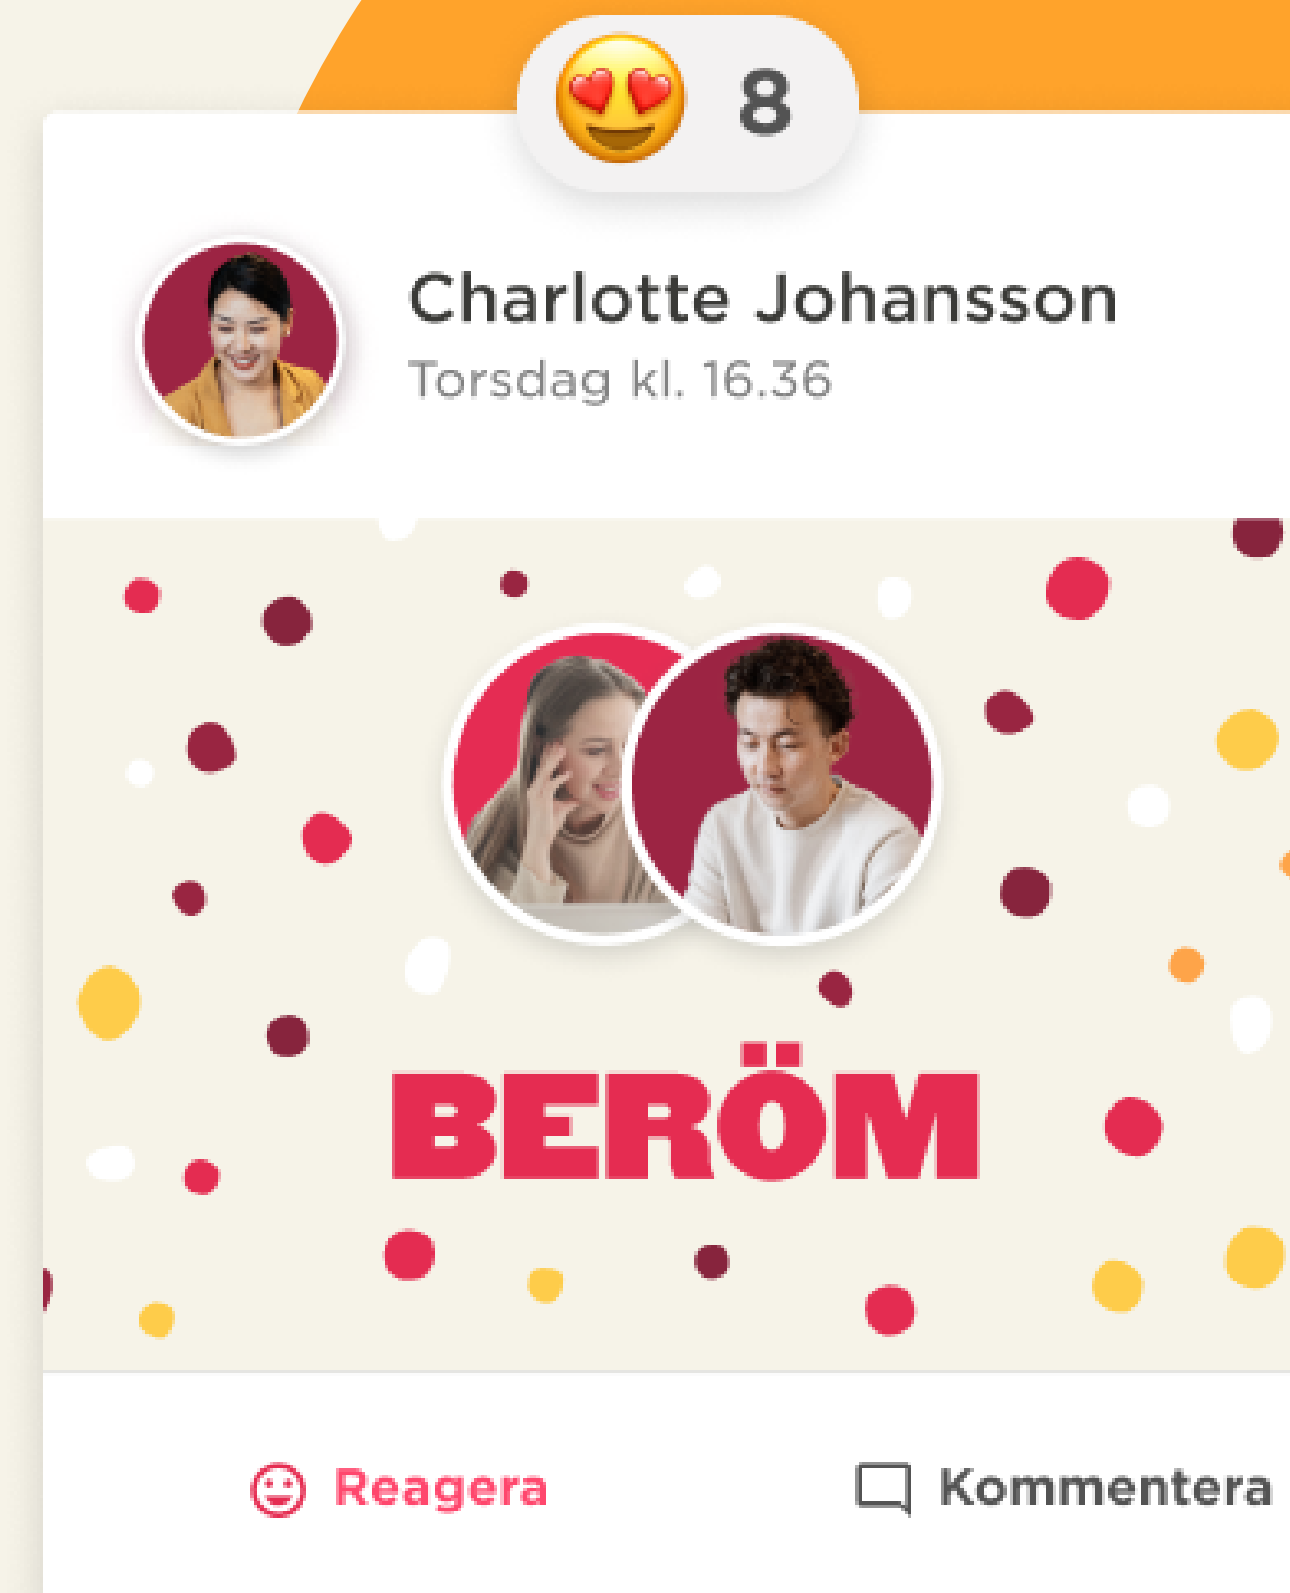 😍 8
Charlotte Johansson
Torsdag kl. 16.36
BERÖM
Reagera
Kommentera